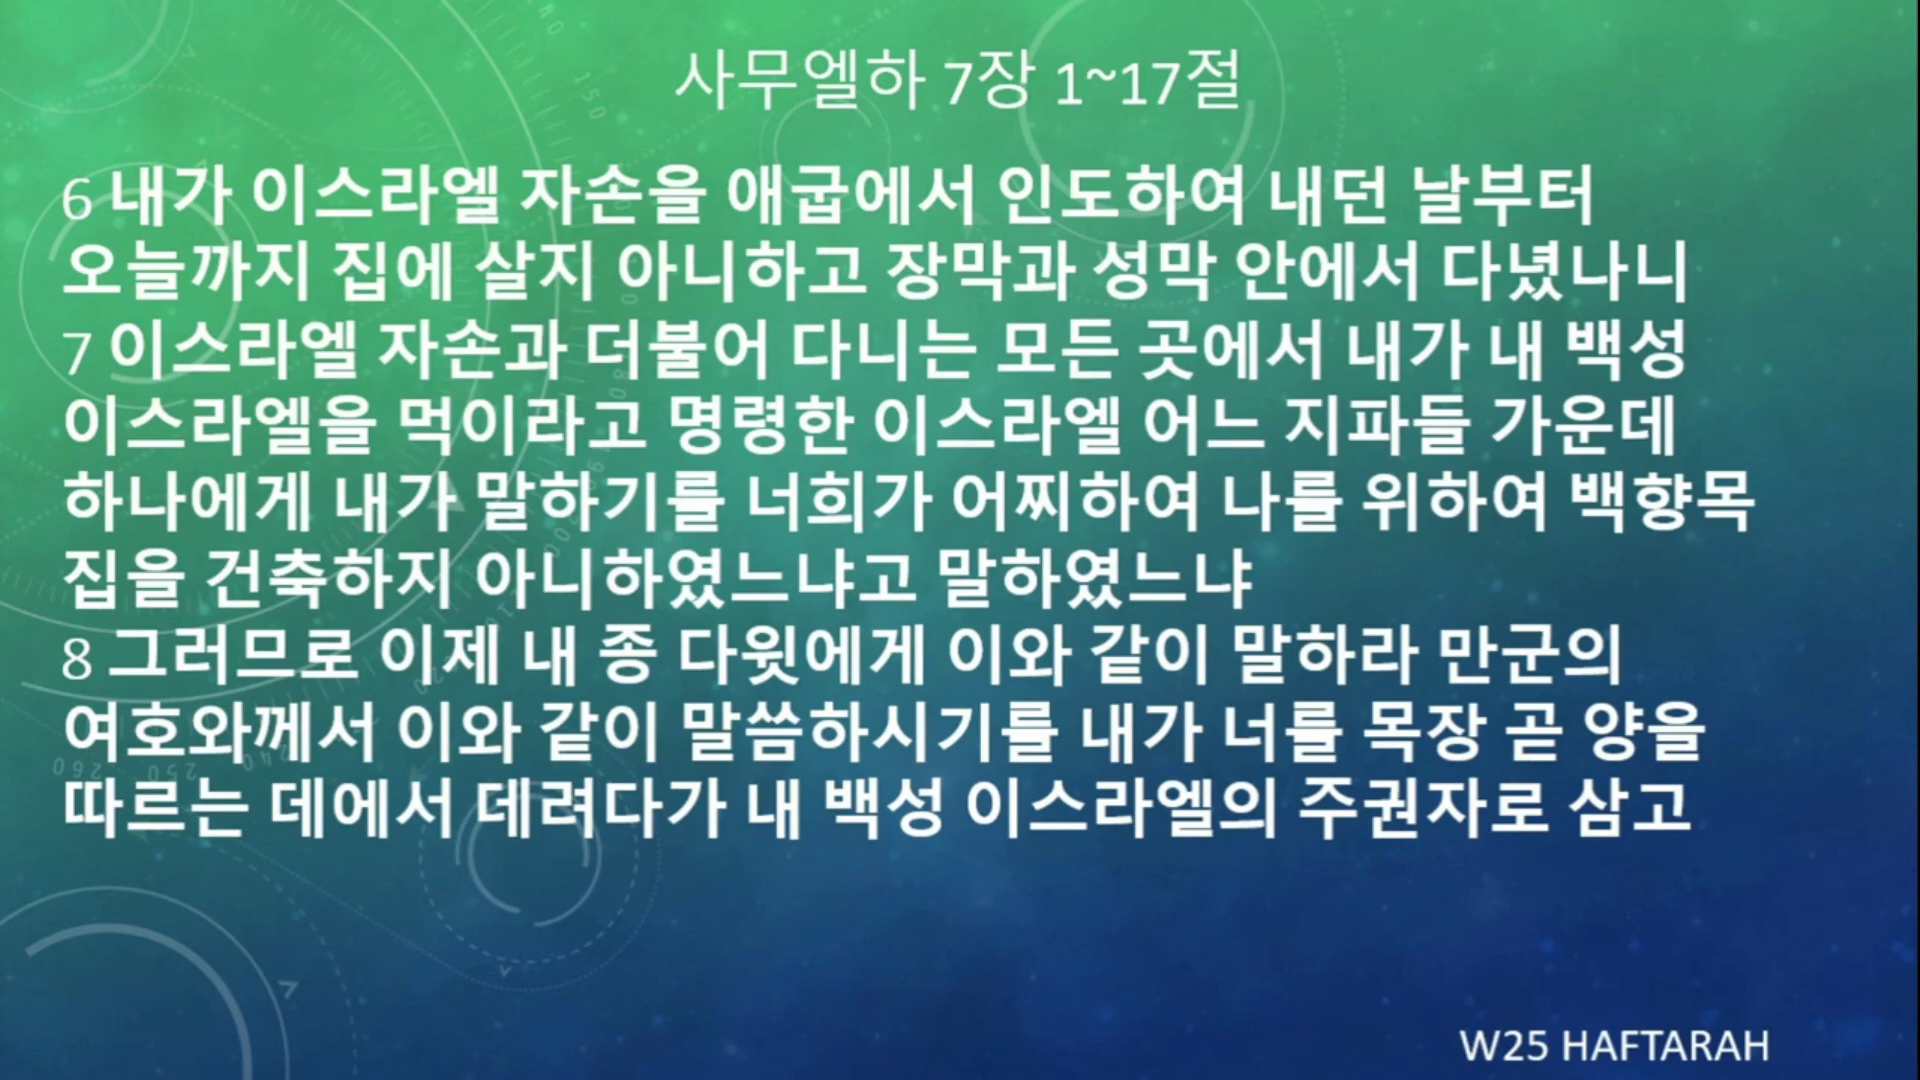 사무엘하 7장 1~17절
6 내가 이스라엘 자손을 애굽에서 인도하여 내던 날부터
오늘까지 집에 살지 아니하고 장막과 성막 안에서 다녔나니
7 이스라엘 자손과 더불어 다니는 모든 곳에서 내가 내 백성
이스라엘을 먹이라고 명령한 이스라엘 어느 지파들 가운데
하나에게 내가 말하기를 너희가 어찌하여 나를 위하여 백향목
집을 건축하지 아니하였느냐고 말하였느냐
8 그러므로 이제 내 종 다윗에게 이와 같이 말하라 만군의
여호와께서 이와 같이 말씀하시기를 내가 너를 목장 곧 양을
따르는 데에서 데려다가 내 백성 이스라엘의 주권자로 삼고
W25 HAFTARAH